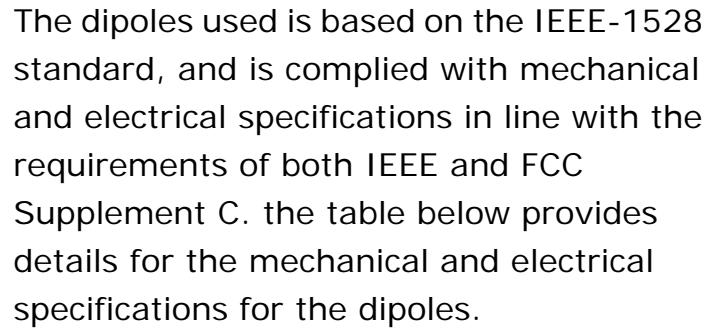 The dipoles used is based on the IEEE-1528
standard, and is complied with mechanical
and electrical specifications in line with the
requirements of both IEEE and FCC
Supplement C. the table below provides
details for the mechanical and electrical
specifications for the dipoles.